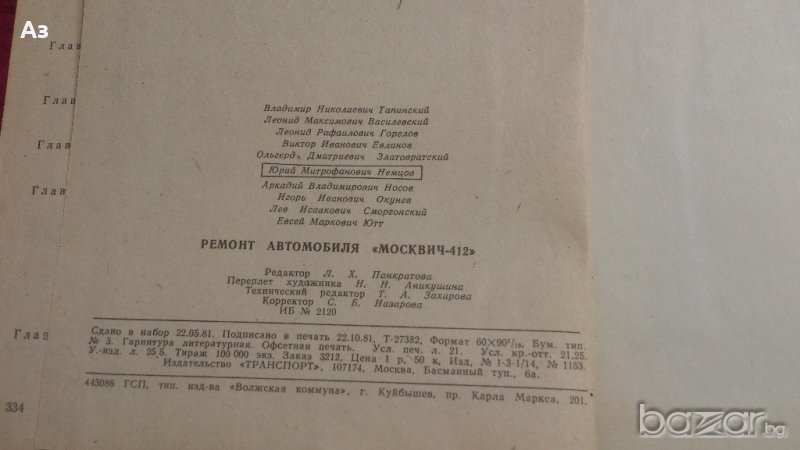 Аз
Глав
Глав
Глав
Глав
Глав
Владимир Николаевич Тапинский
Леонид Максимович Василевский
Леонид Рафаилович Горелов
Виктор Иванович Евланов
Ольгерд Дмитриевич Златовратский
Юрий Митрофанович Немцов
Аркадий Владимирович Носов
Игорь Иванович Окунев
Лев Исаакович Сморгонский
Евсей Маркович Ютт
РЕМОНТ АВТОМОБИЛЯ «МОСКВИЧ-412»
Редактор Л. Х. Панкратова
Переплет художника Н. Н. Аникушина
Технический редактор Т. А. Захарова
Корректор С. Б. Назарова
ИБ № 2120
Сдано в набор 22.05.81. Подписано в печать 22.10.81, Т-27382, Формат 60×90¹/₁₆, Бум. тип.
№ 3. Гарнитура литературная. Офсетная печать. Усл. печ. л. 21. Усл. кр.-отт. 21,25.
У.-изд. л. 25,5. Тираж 100 000 экз. Заказ 3212, Цена 1 р. 50 к. Изд, № 1-3-1/14, № 1153.
Издательство «ТРАНСПОРТ», 107174, Москва, Басманный туп., 6а.
443086 ГСП, тип. изд-ва «Волжская коммуна», г. Куйбышев, пр. Карла Маркса, 201.
334
bazar.bg